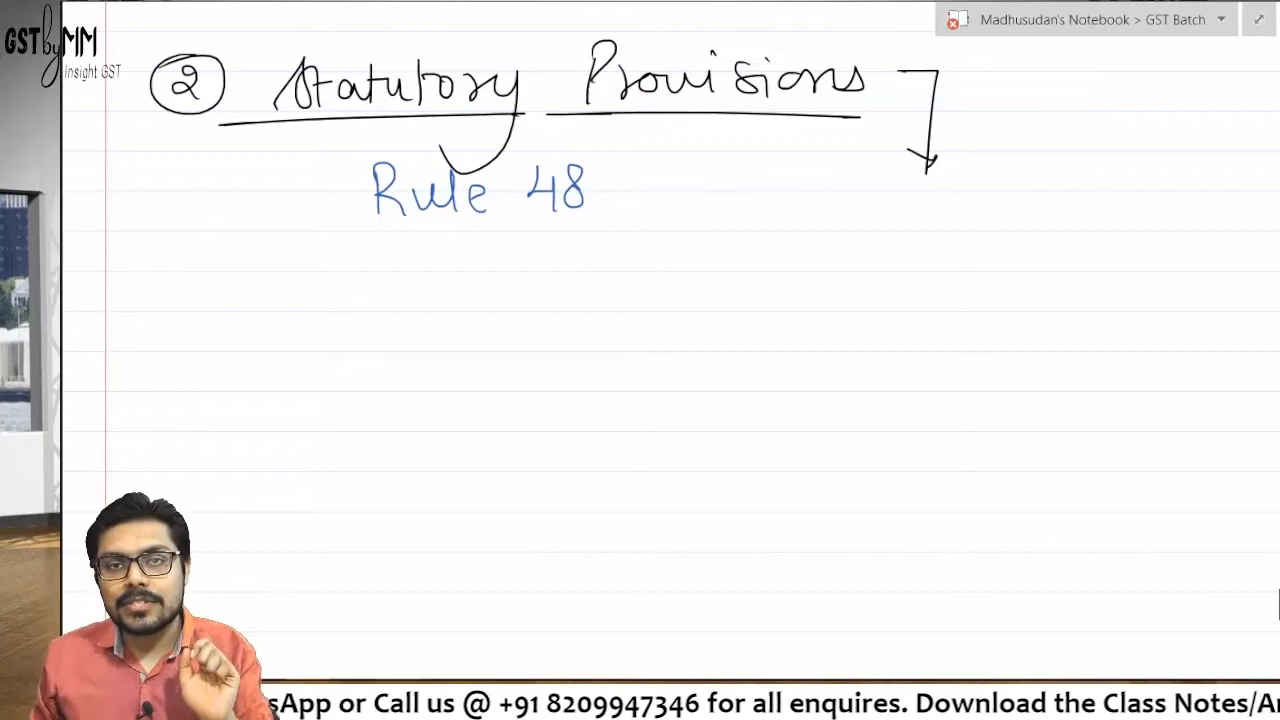 GST by MM
Insight GST
Madhusudan's Notebook > GST Batch
2 Statutory Provisions
Rule 48
sApp or Call us @ +91 8209947346 for all enquires. Download the Class Notes/A